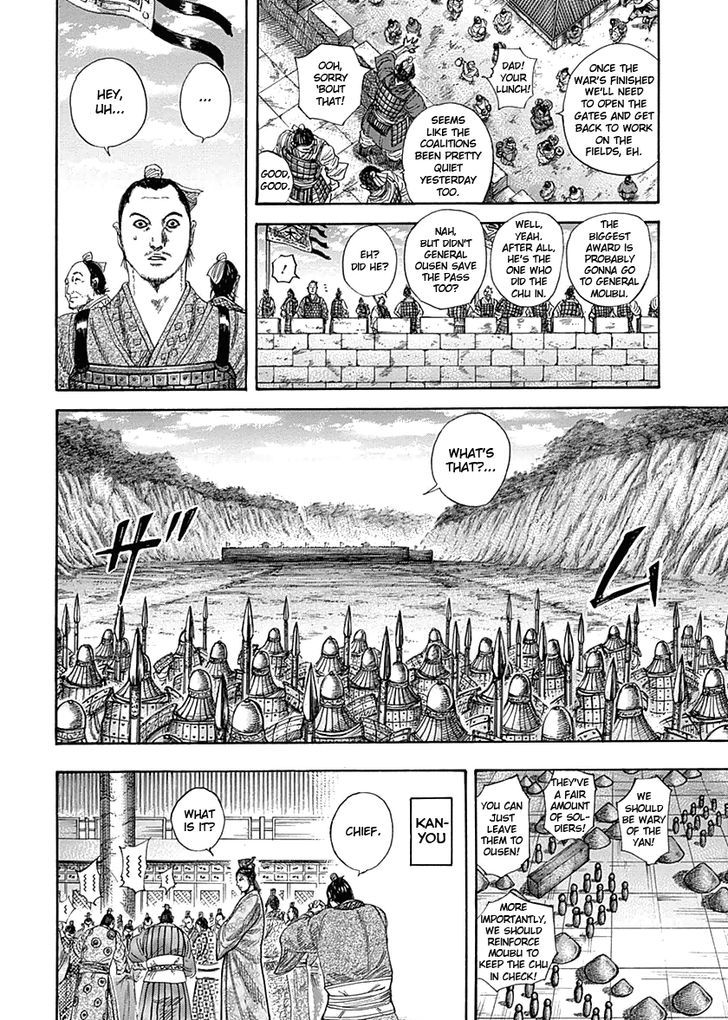 ONCE
THE
WAR'S
FINISHED
WE'LL
NEED
TO OPEN
THE
GATES AND
GET
BACK TO
WORK
ON THE
FIELDS, EH.
DAD!
YOUR
LUNCH!
OOH,
SORRY
'BOUT
THAT!
SEEMS
LIKE THE
COALITIONS
BEEN
PRETTY
QUIET
YESTERDAY
TOO.
GOOD,
GOOD.
THE
BIGGEST
AWARD IS
PROBABLY
GONNA GO
TO GENERAL
MOUBU.
WELL,
YEAH.
AFTER ALL,
HE'S THE
ONE WHO
DID THE
CHU IN.
NAH,
BUT DIDN'T
GENERAL
OUSEN SAVE
THE PASS
TOO?
EH?
DID HE?
!
...
HEY,
UH...
WHAT'S
THAT?...
ザ
ム
WE
SHOULD
BE WARY
OF THE
YAN!
THEY'VE
A FAIR
AMOUNT
OF SOL-
DIERS!
YOU CAN
JUST
LEAVE
THEM TO
OUSEN!
MORE
IMPORTANTLY,
WE SHOULD
REINFORCE
MOUBU TO
KEEP THE CHU
IN CHECK!
KAN-
YOU
CHIEF.
WHAT
IS IT?